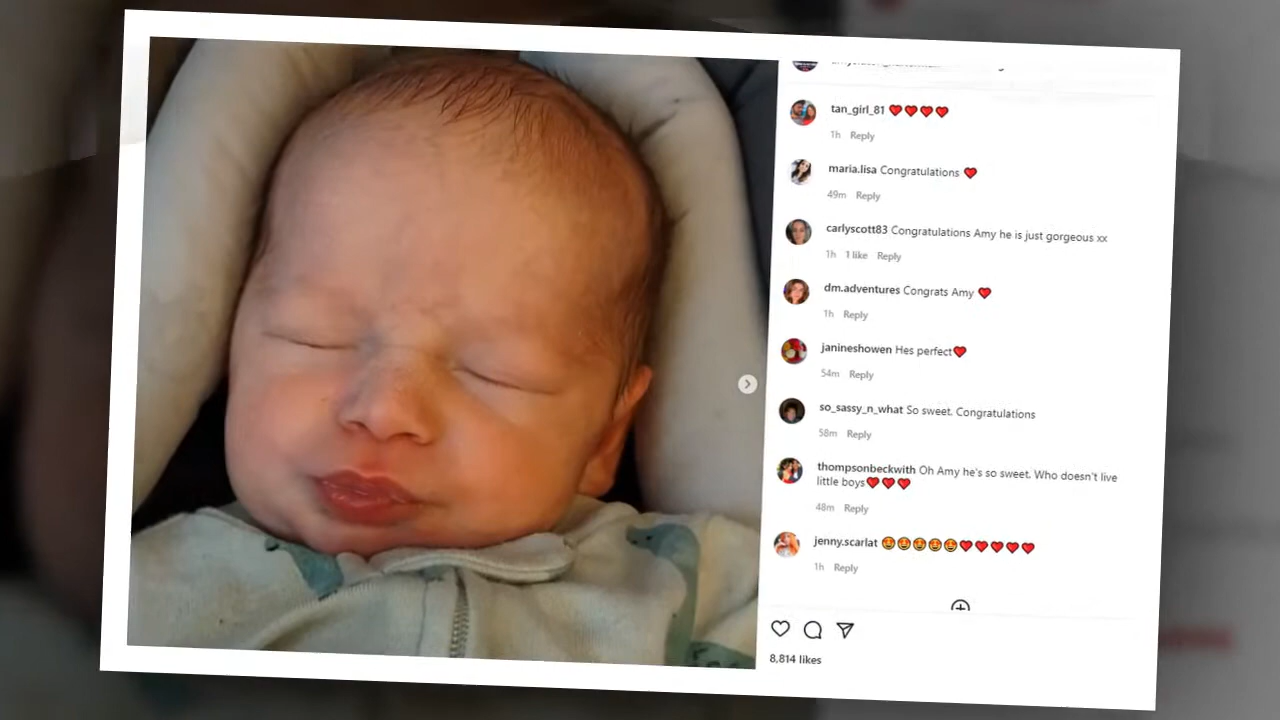 tan_girl_81 ❤️❤️❤️❤️
1h Reply
maria.lisa Congratulations ❤️
49m Reply
carlyscott83 Congratulations Amy he is just gorgeous xx
1h 1 like Reply
dm.adventures Congrats Amy ❤️
1h Reply
janineshowen Hes perfect❤️
54m Reply
so_sassy_n_what So sweet. Congratulations
58m Reply
thompsonbeckwith Oh Amy he's so sweet. Who doesn't live
little boys❤️❤️❤️
48m Reply
jenny.scarlat 🤩🤩🤩🤩🤩❤️❤️❤️❤️❤️
1h Reply
8,814 likes